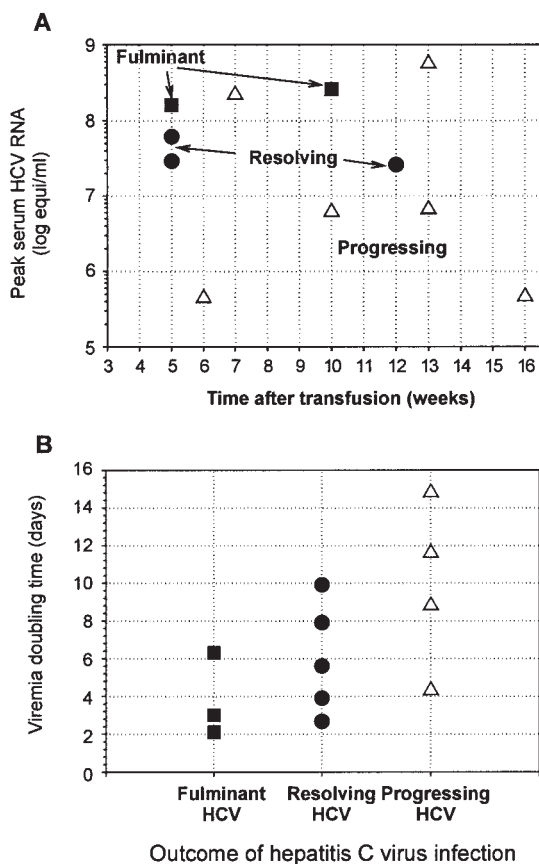 A
Peak serum HCV RNA
(log equi/ml)
9
8
7
6
5
Fulminant
Resolving
Progressing
3 4 5 6 7 8 9 10 11 12 13 14 15 16
Time after transfusion (weeks)
B
Viremia doubling time (days)
16
14
12
10
8
6
4
2
0
Fulminant Resolving Progressing
HCV HCV HCV
Outcome of hepatitis C virus infection